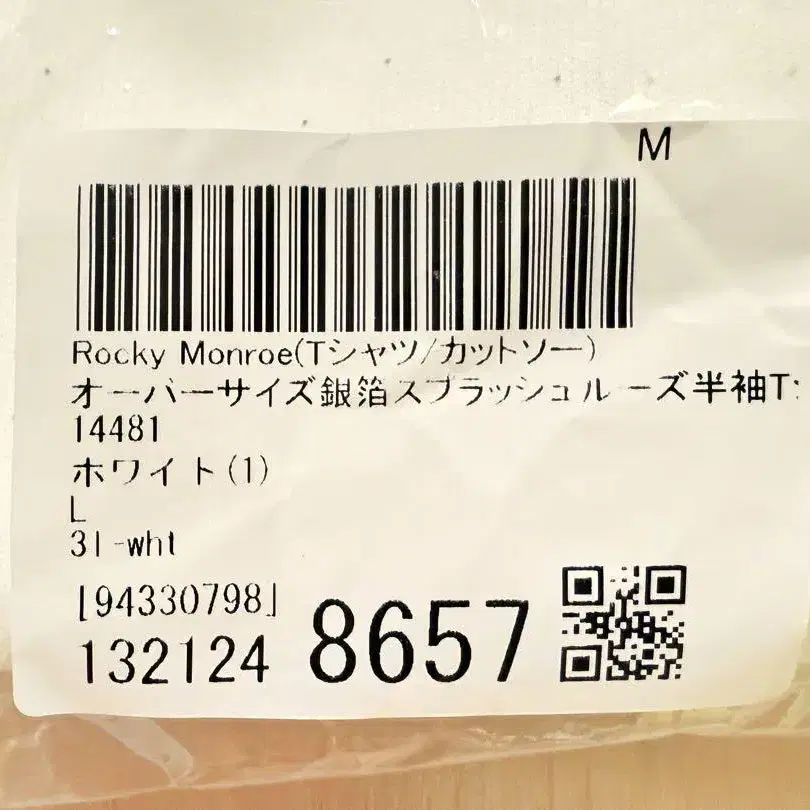 M
Rocky Monroe(Tシャツ/カットソー)
オーバーサイズ銀箔スプラッシュルーズ半袖T
14481
ホワイト(1)
L
31-wht
[94330798]
132124 8657